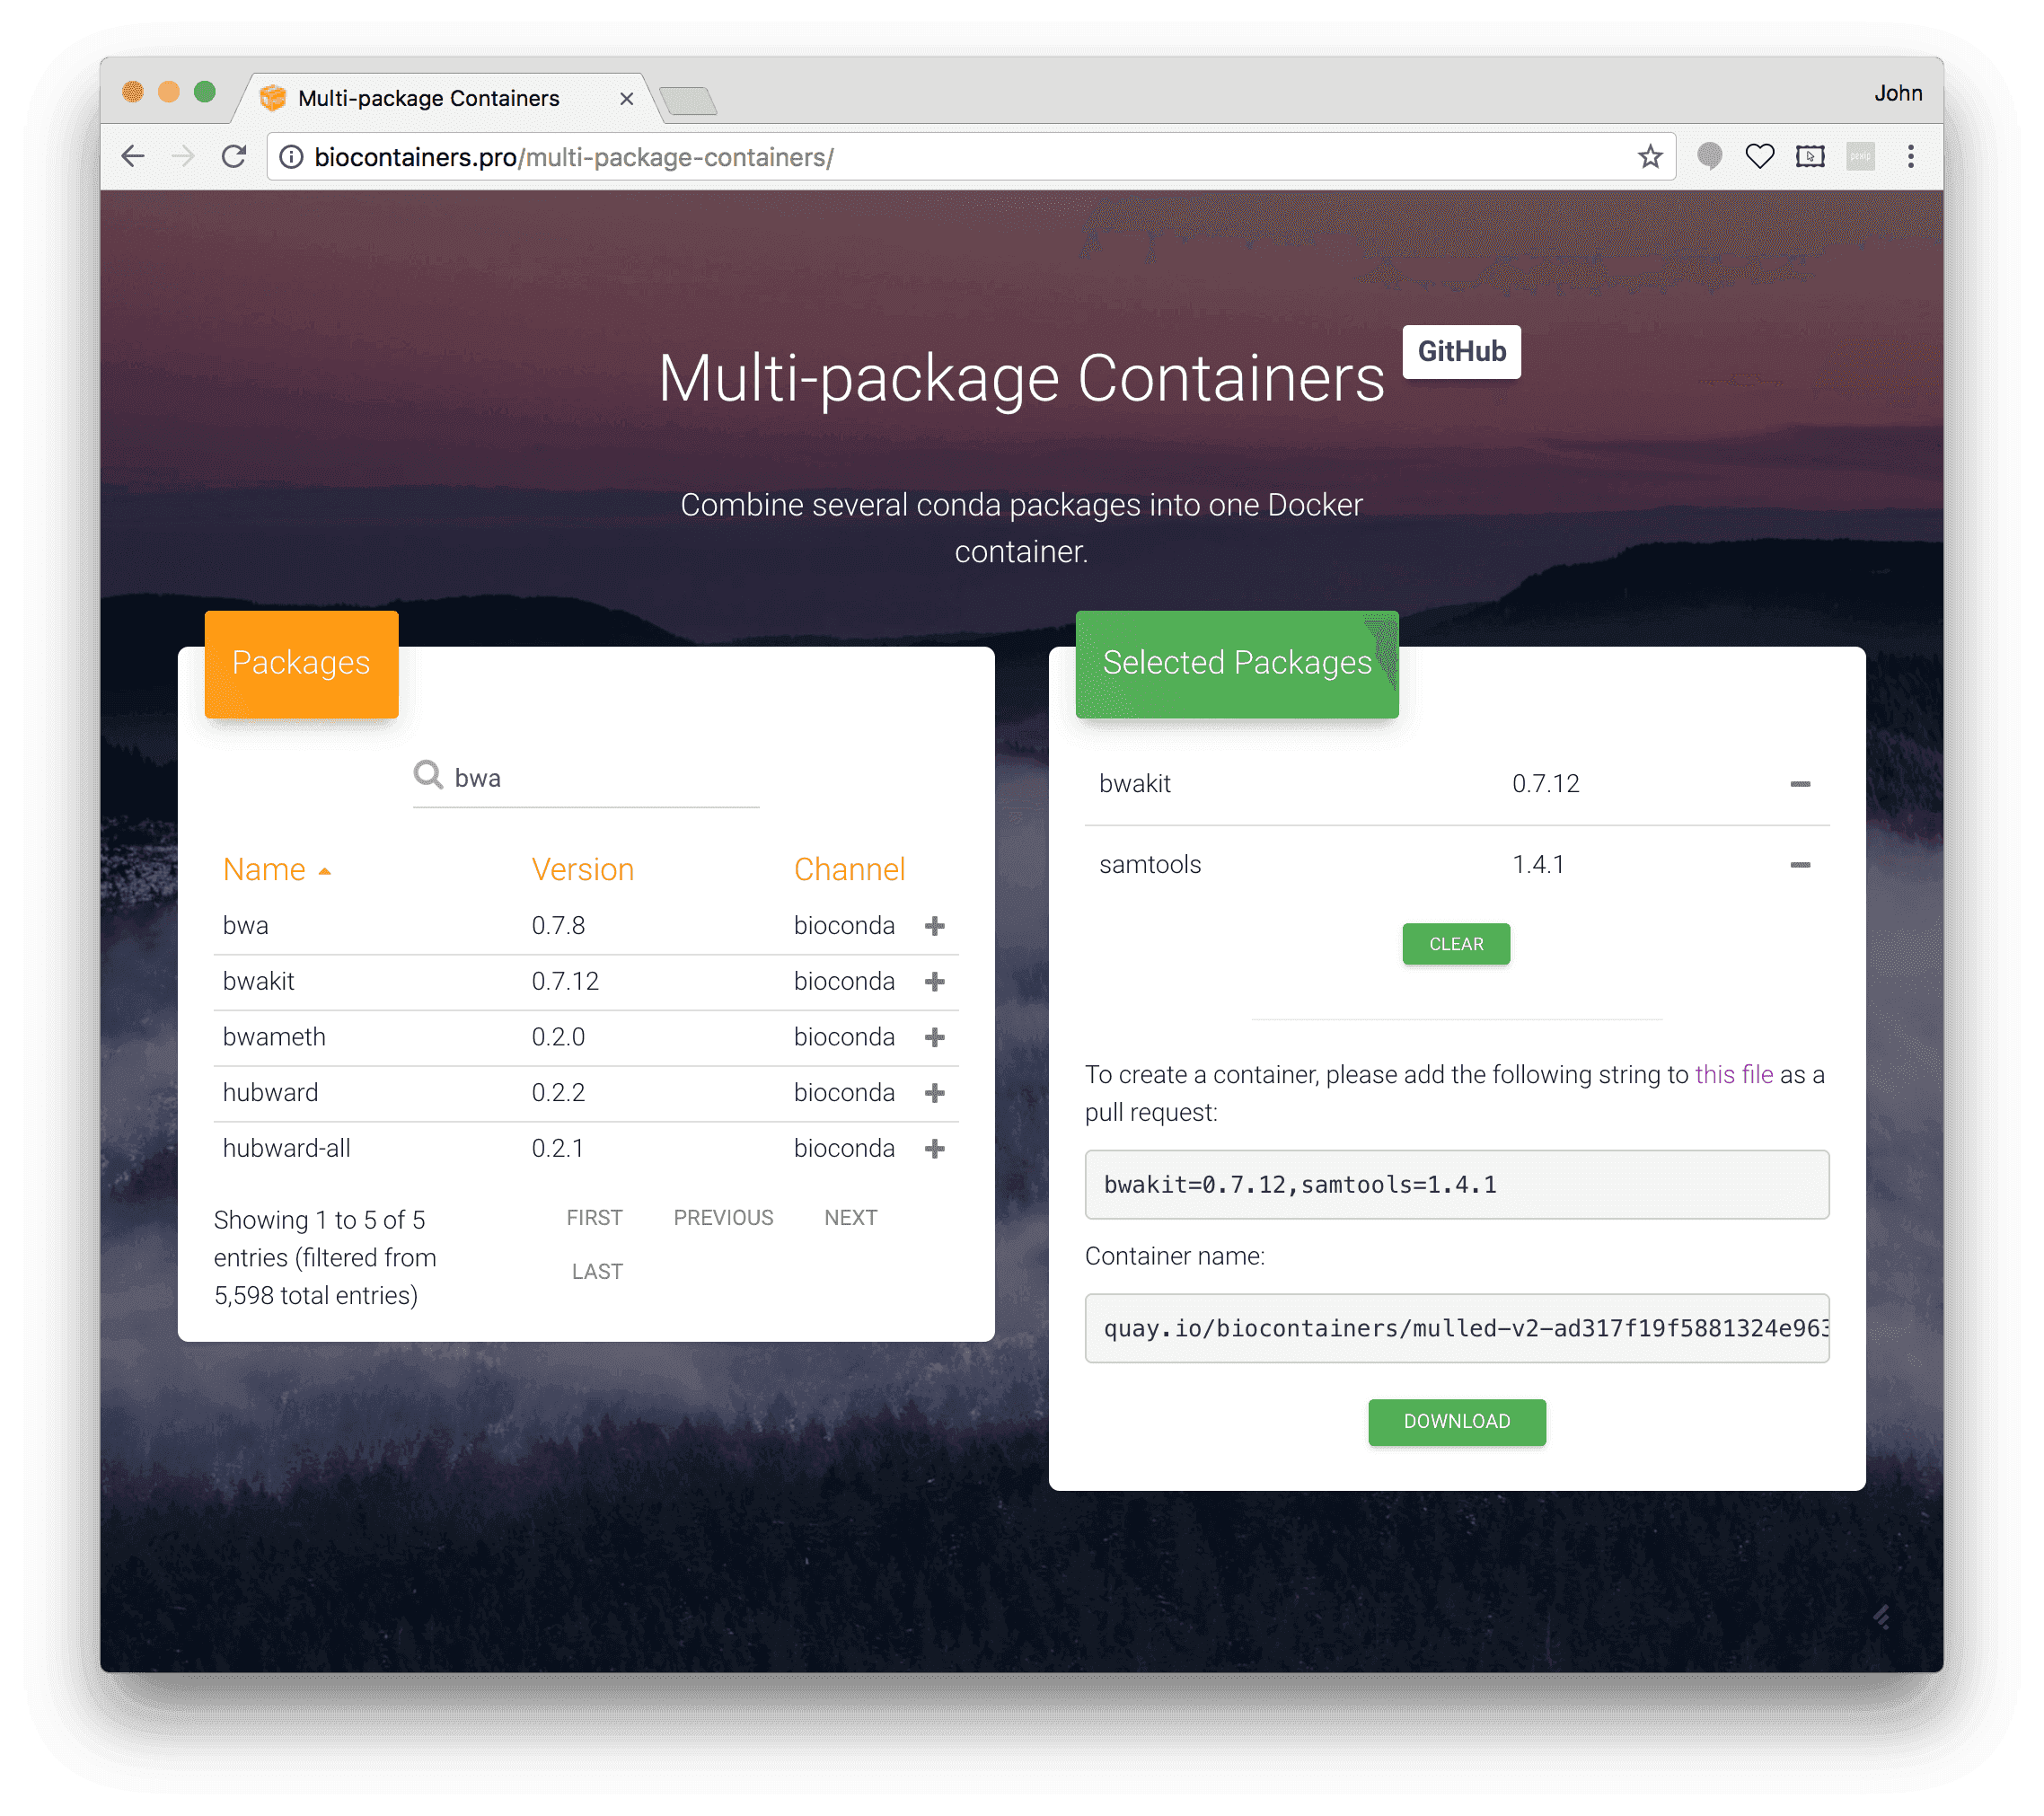 Multi-package Containers
John
biocontainers.pro/multi-package-containers/
Multi-package Containers
GitHub
Combine several conda packages into one Docker
container.
Packages
bwa
Name Version Channel
bwa 0.7.8 bioconda
bwakit 0.7.12 bioconda
bwameth 0.2.0 bioconda
hubward 0.2.2 bioconda
hubward-all 0.2.1 bioconda
Showing 1 to 5 of 5
entries (filtered from
5,598 total entries)
FIRST PREVIOUS NEXT
LAST
Selected Packages
bwakit 0.7.12
samtools 1.4.1
CLEAR
To create a container, please add the following string to this file as a
pull request:
bwakit=0.7.12,samtools=1.4.1
Container name:
quay.io/biocontainers/mulled-v2-ad317f19f5881324e963
DOWNLOAD